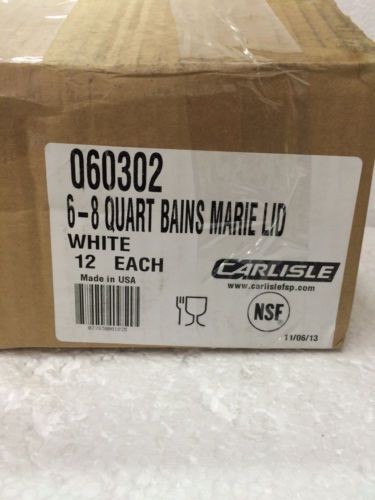 060302
6-8 QUART BAINS MARIE LID
WHITE
12 EACH
Made in USA
CARLISLE
www.carlislefsp.com
NSF
11/06/13